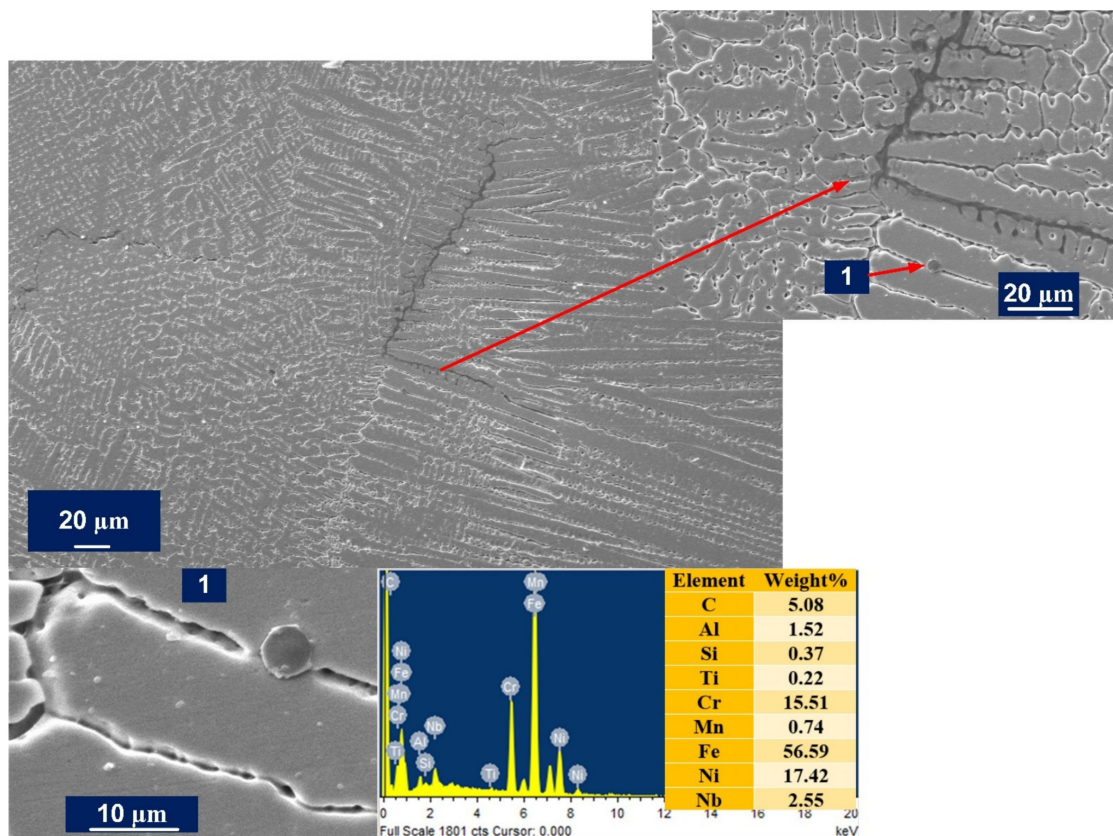 20 µm
1
20 µm
1
10 µm
C
Ni
Fe
Mn
Cr
Ti
Al
Si
Nb
Ti
Cr
Mn
Fe
Ni
Ni
0 2 4 6 8 10 12 14 16 18 20
Full Scale 1801 cts Cursor: 0.000 keV
Element Weight%
C 5.08
Al 1.52
Si 0.37
Ti 0.22
Cr 15.51
Mn 0.74
Fe 56.59
Ni 17.42
Nb 2.55